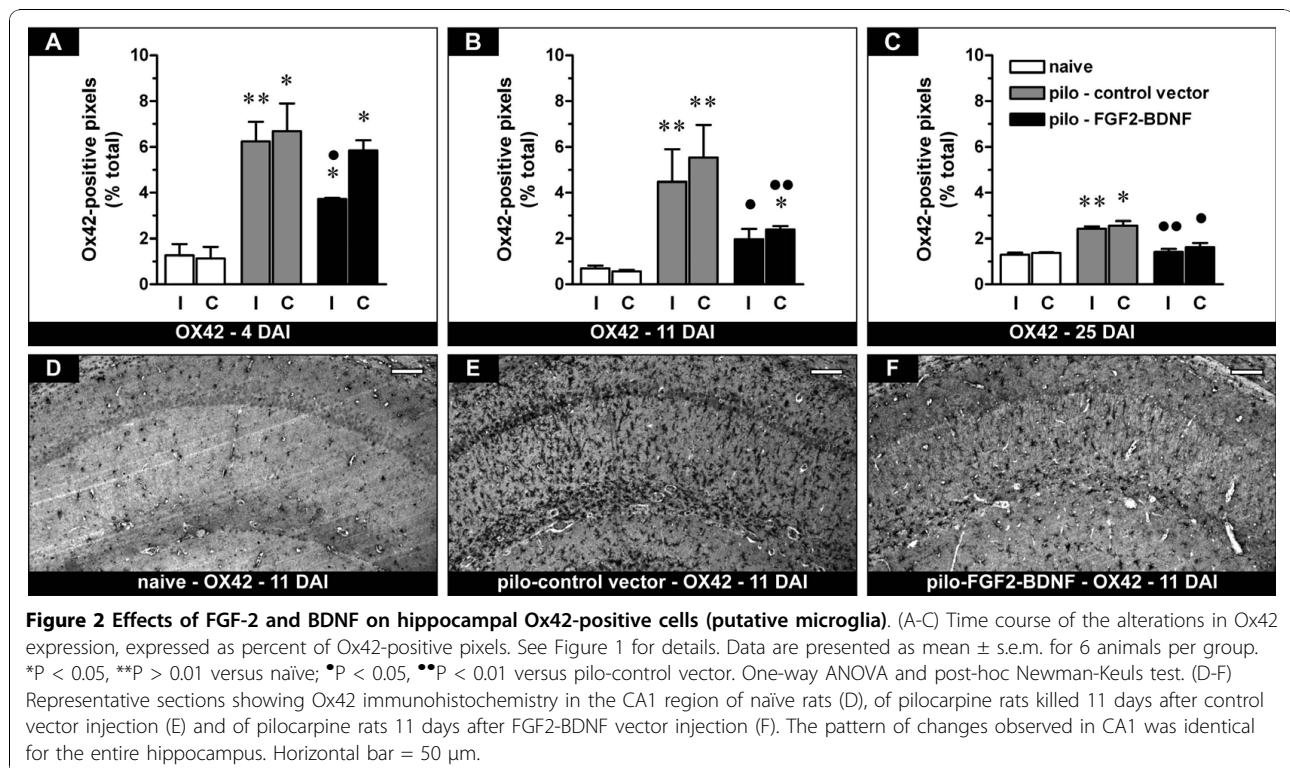 A
B
C
Ox42-positive pixels
(% total)
10
8
6
4
2
0
**
*
•
*
*
I C I C I C
OX42 - 4 DAI
Ox42-positive pixels
(% total)
10
8
6
4
2
0
**
**
•
••
*
I C I C I C
OX42 - 11 DAI
Ox42-positive pixels
(% total)
10
8
6
4
2
0
naive
pilo - control vector
pilo - FGF2-BDNF
**
*
••
•
I C I C I C
OX42 - 25 DAI
D
naive - OX42 - 11 DAI
E
pilo-control vector - OX42 - 11 DAI
F
pilo-FGF2-BDNF - OX42 - 11 DAI
Figure 2 Effects of FGF-2 and BDNF on hippocampal Ox42-positive cells (putative microglia). (A-C) Time course of the alterations in Ox42
expression, expressed as percent of Ox42-positive pixels. See Figure 1 for details. Data are presented as mean ± s.e.m. for 6 animals per group.
*P < 0.05, **P > 0.01 versus naïve; •P < 0.05, ••P < 0.01 versus pilo-control vector. One-way ANOVA and post-hoc Newman-Keuls test. (D-F)
Representative sections showing Ox42 immunohistochemistry in the CA1 region of naïve rats (D), of pilocarpine rats killed 11 days after control
vector injection (E) and of pilocarpine rats 11 days after FGF2-BDNF vector injection (F). The pattern of changes observed in CA1 was identical
for the entire hippocampus. Horizontal bar = 50 μm.